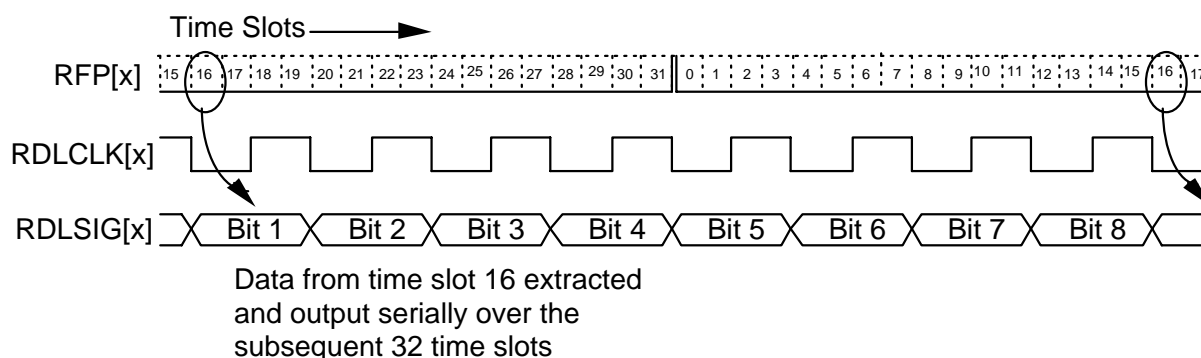 Time Slots
RFP[x] 15 16 17 18 19 20 21 22 23 24 25 26 27 28 29 30 31 0 1 2 3 4 5 6 7 8 9 10 11 12 13 14 15 16 17
RDLCLK[x]
RDLSIG[x] Bit 1 Bit 2 Bit 3 Bit 4 Bit 5 Bit 6 Bit 7 Bit 8
Data from time slot 16 extracted
and output serially over the
subsequent 32 time slots